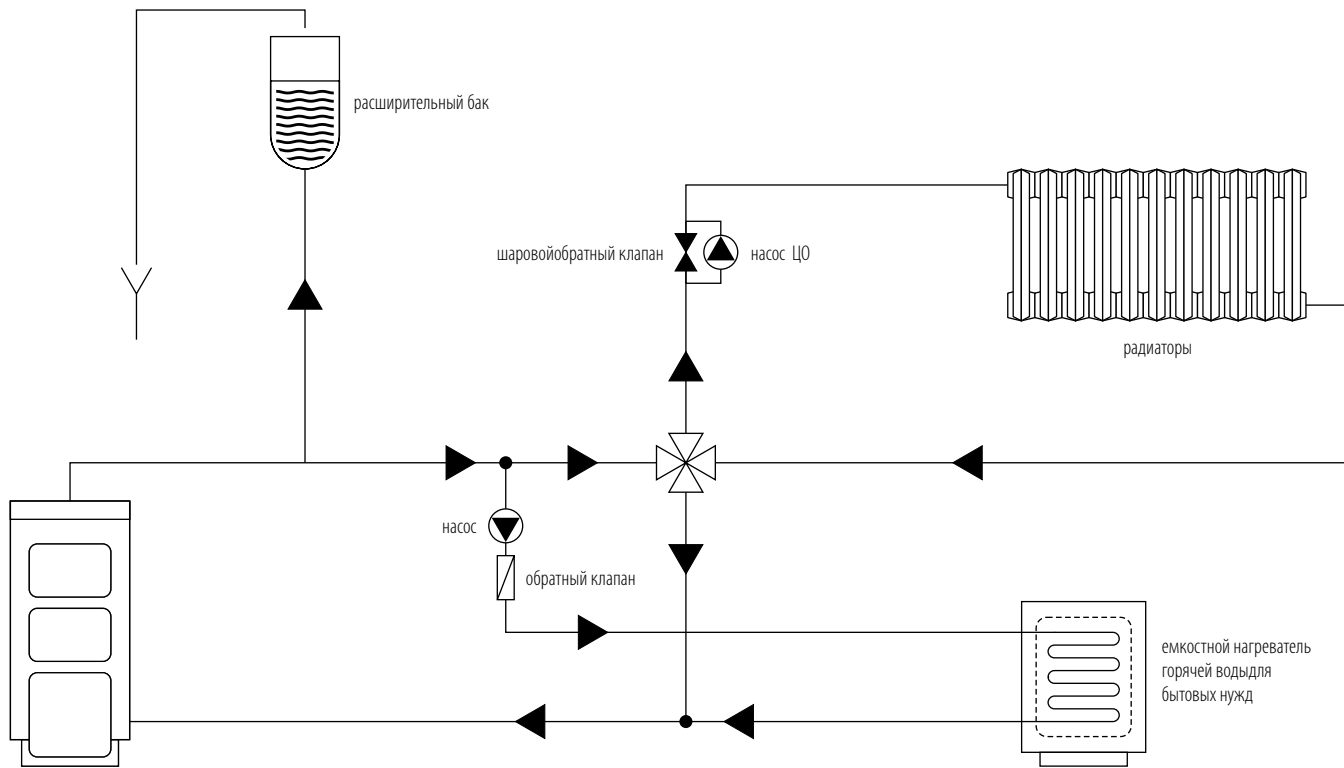 расширительный бак
шаровойобратный клапан
насос ЦО
радиаторы
насос
обратный клапан
емкостной нагреватель
горячей водыдля
бытовых нужд